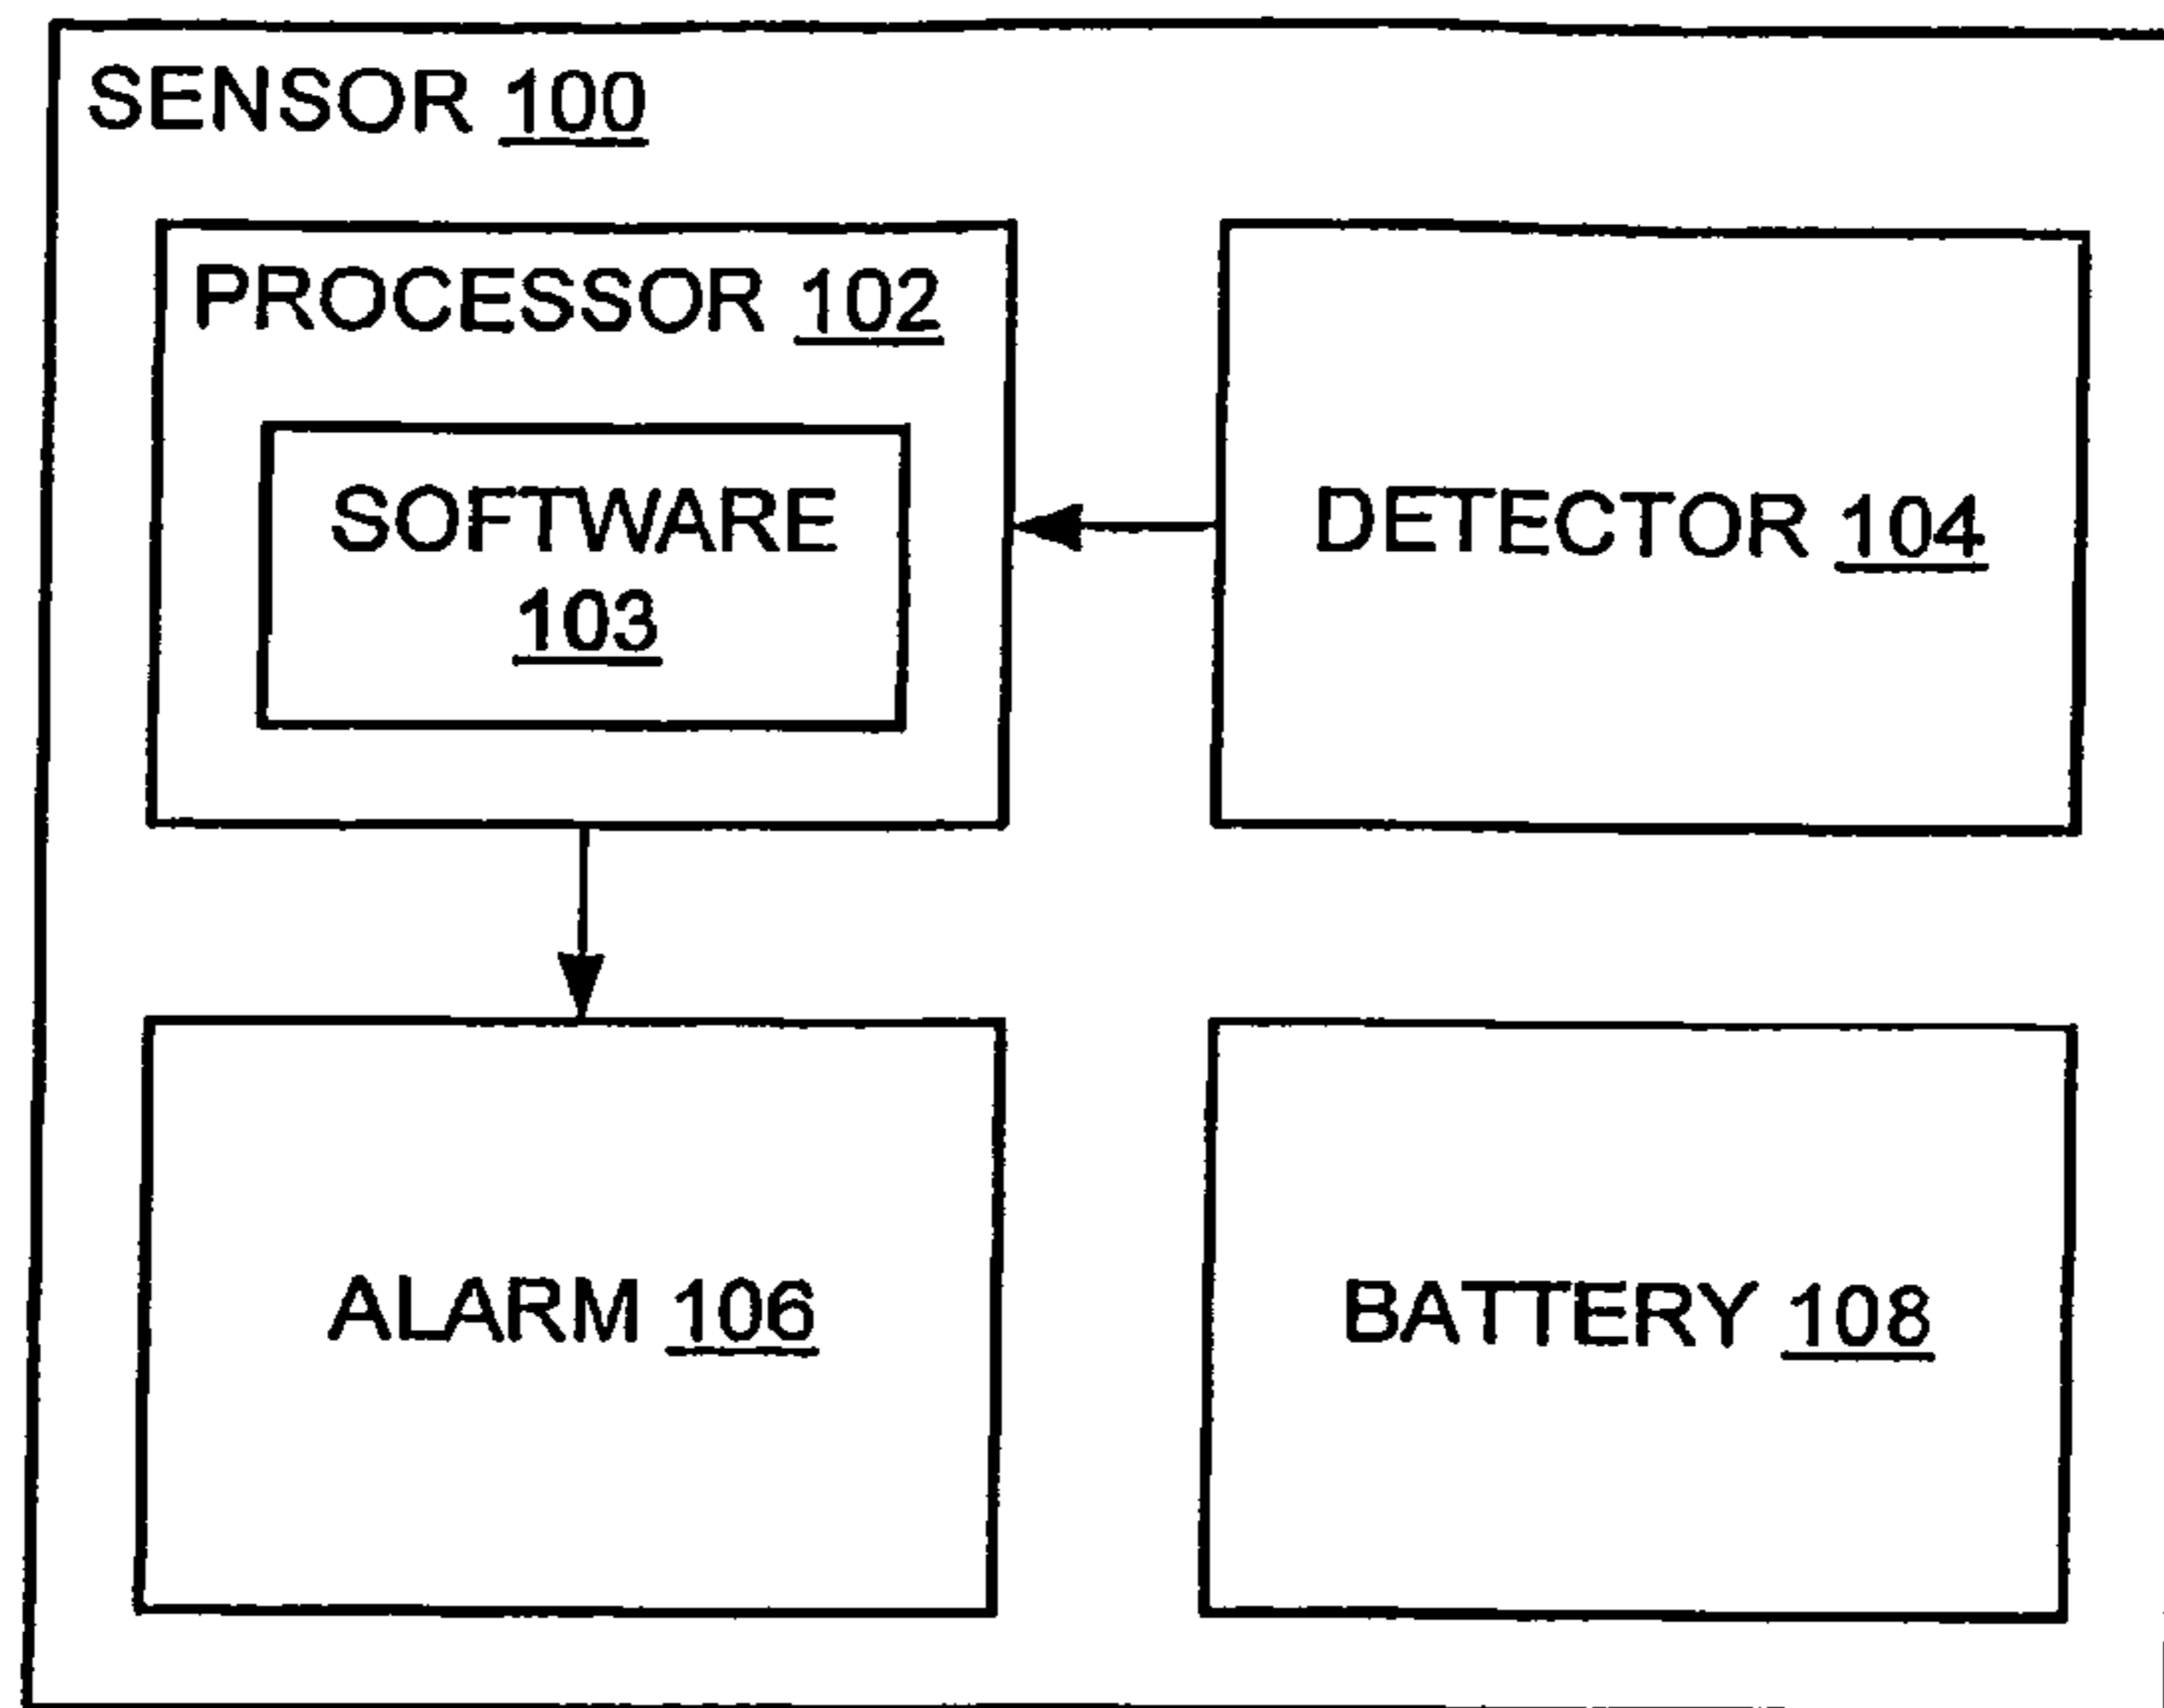 SENSOR 100
PROCESSOR 102
SOFTWARE
103
DETECTOR 104
ALARM 106
BATTERY 108